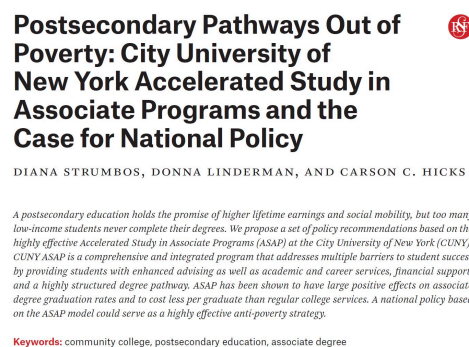 Postsecondary Pathways Out of
Poverty: City University of
New York Accelerated Study in
Associate Programs and the
Case for National Policy
RSF
DIANA STRUMBOS, DONNA LINDERMAN, AND CARSON C. HICKS
A postsecondary education holds the promise of higher lifetime earnings and social mobility, but too many
low-income students never complete their degrees. We propose a set of policy recommendations based on the
highly effective Accelerated Study in Associate Programs (ASAP) at the City University of New York (CUNY)
CUNY ASAP is a comprehensive and integrated program that addresses multiple barriers to student success
by providing students with enhanced advising as well as academic and career services, financial support
and a highly structured degree pathway. ASAP has been shown to have large positive effects on associate
degree graduation rates and to cost less per graduate than regular college services. A national policy based
on the ASAP model could serve as a highly effective anti-poverty strategy.
Keywords: community college, postsecondary education, associate degree